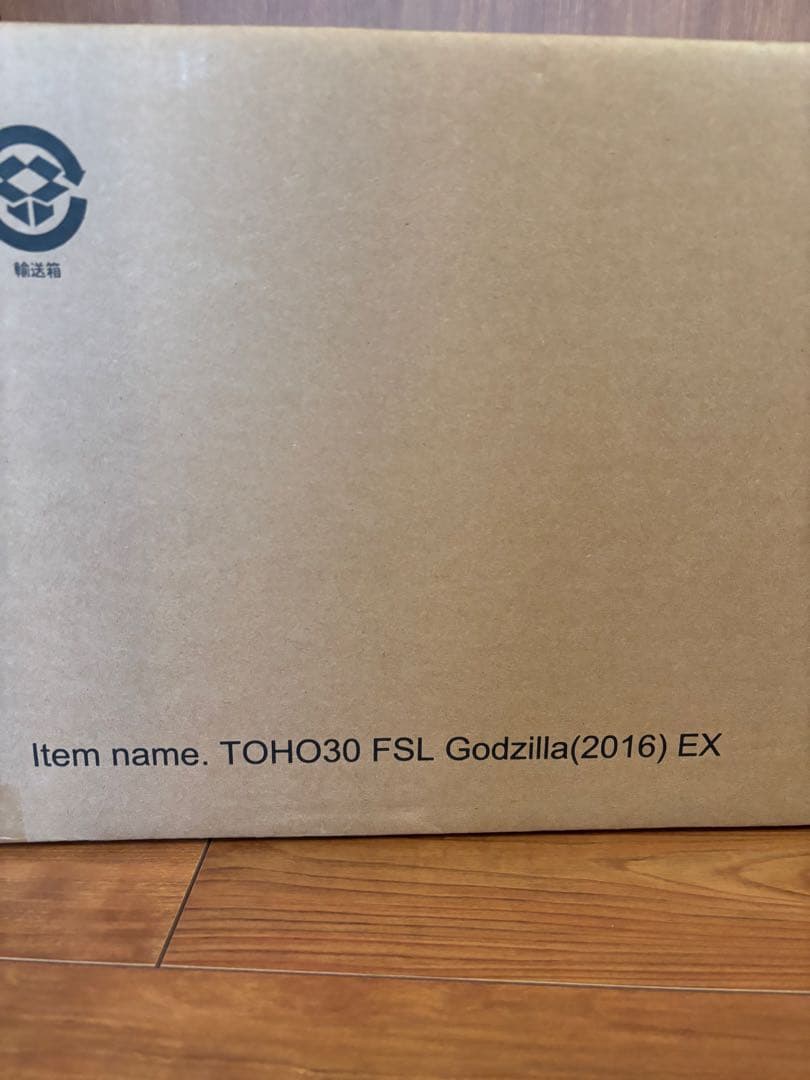 輸送箱
Item name. TOHO30 FSL Godzilla(2016) EX